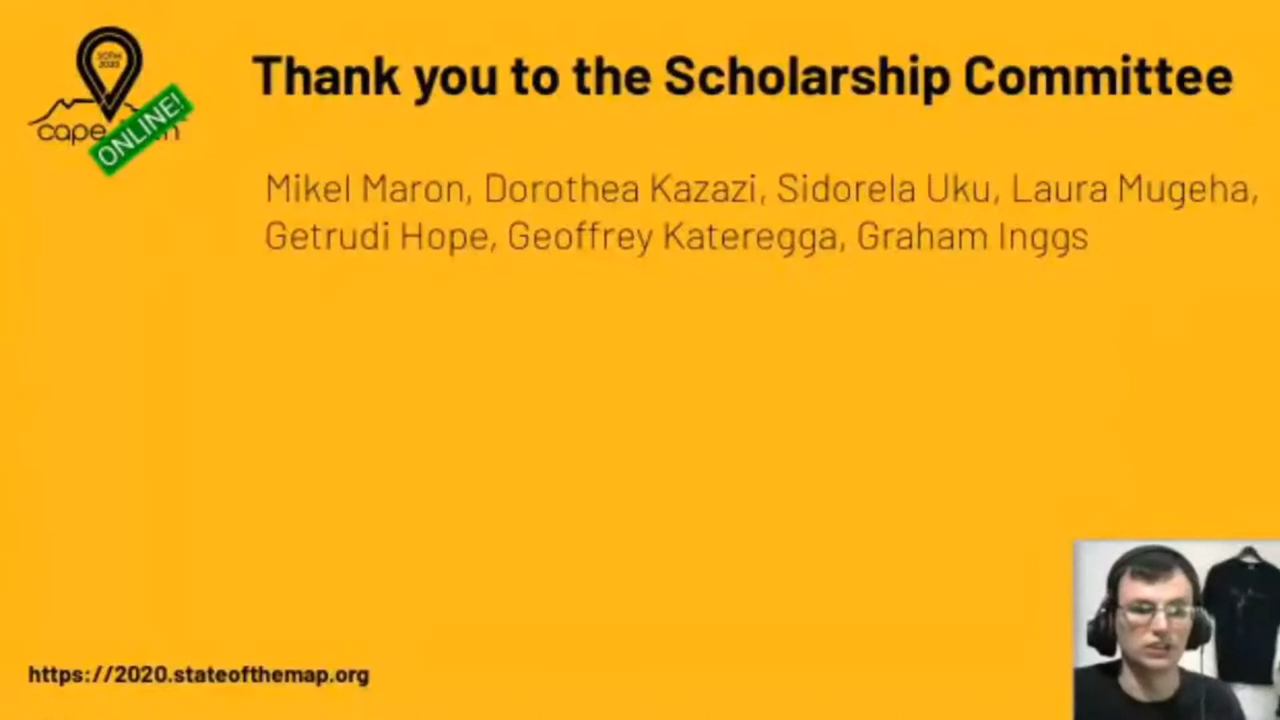 SOTM
2020
cape
ONLINE!
n
Thank you to the Scholarship Committee
Mikel Maron, Dorothea Kazazi, Sidorela Uku, Laura Mugeha,
Getrudi Hope, Geoffrey Kateregga, Graham Inggs
https://2020.stateofthemap.org